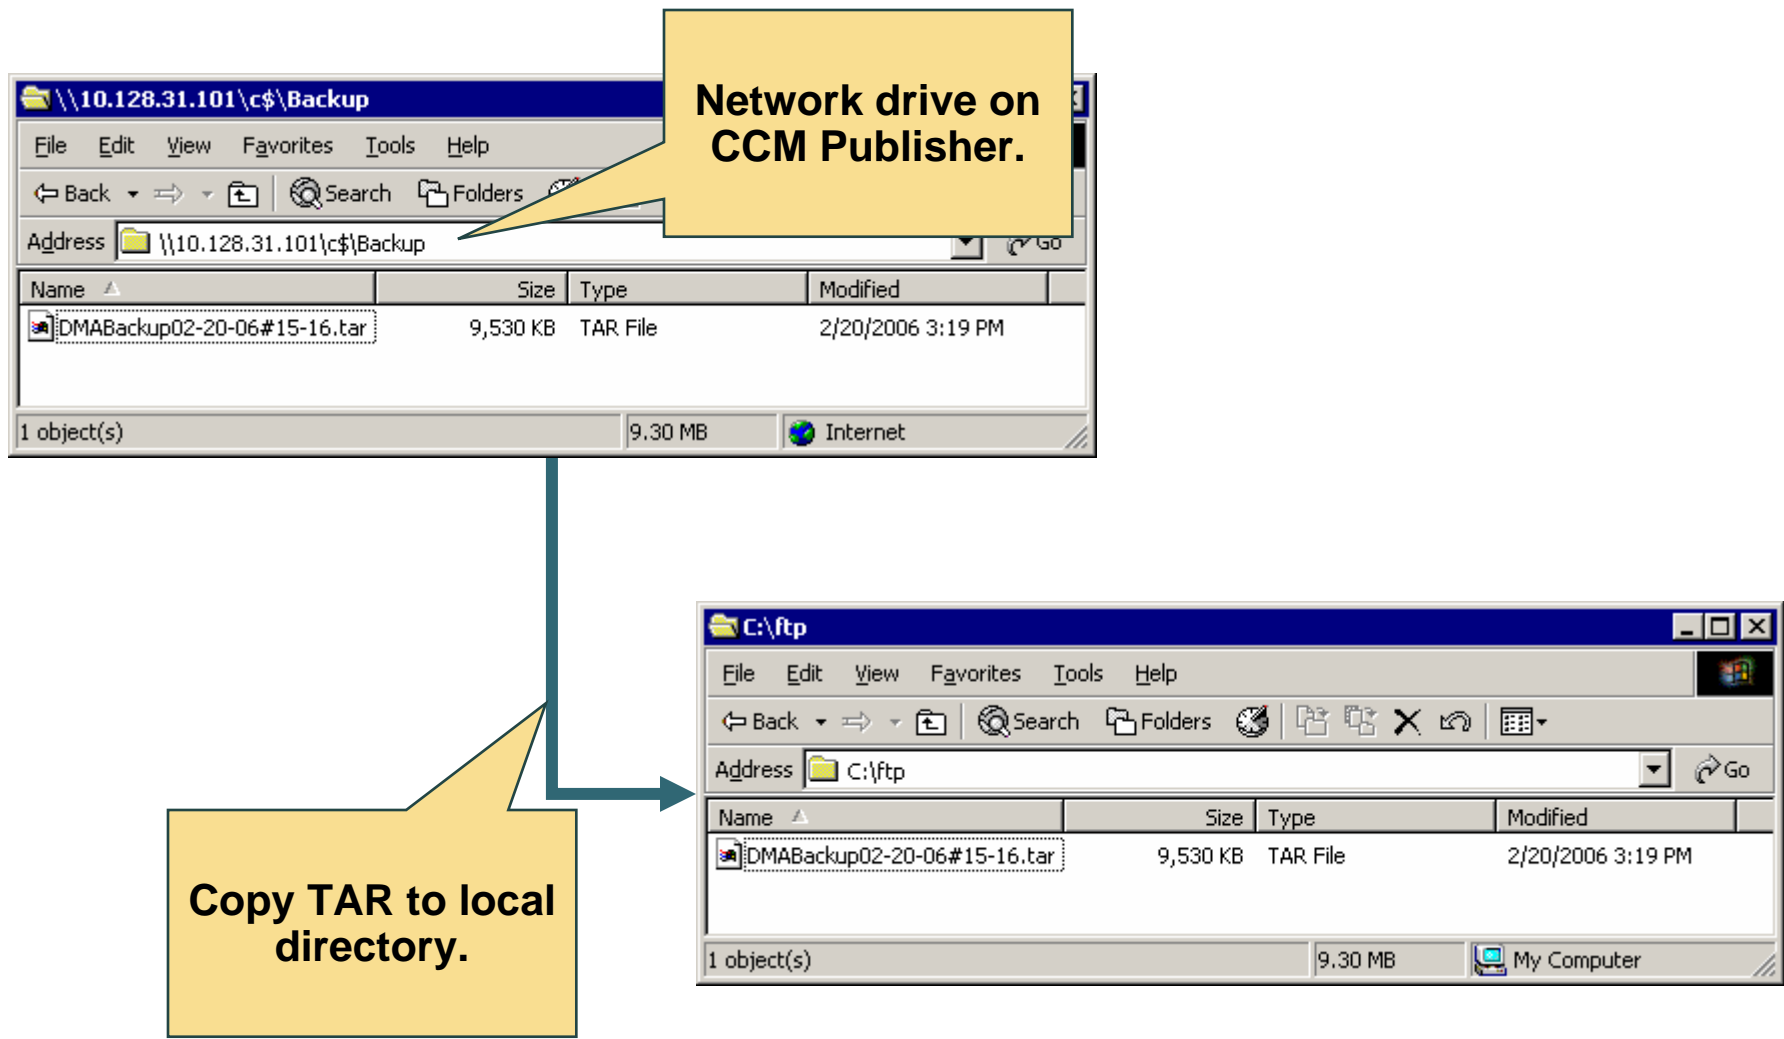 Network drive on
CCM Publisher.
\\10.128.31.101\c$\Backup
File Edit View Favorites Tools Help
Back Search Folders
Address \\10.128.31.101\c$\Backup Go
Name Size Type Modified
DMABackup02-20-06#15-16.tar 9,530 KB TAR File 2/20/2006 3:19 PM
1 object(s) 9.30 MB Internet
C:\ftp
File Edit View Favorites Tools Help
Back Search Folders
Address C:\ftp Go
Name Size Type Modified
DMABackup02-20-06#15-16.tar 9,530 KB TAR File 2/20/2006 3:19 PM
1 object(s) 9.30 MB My Computer
Copy TAR to local
directory.